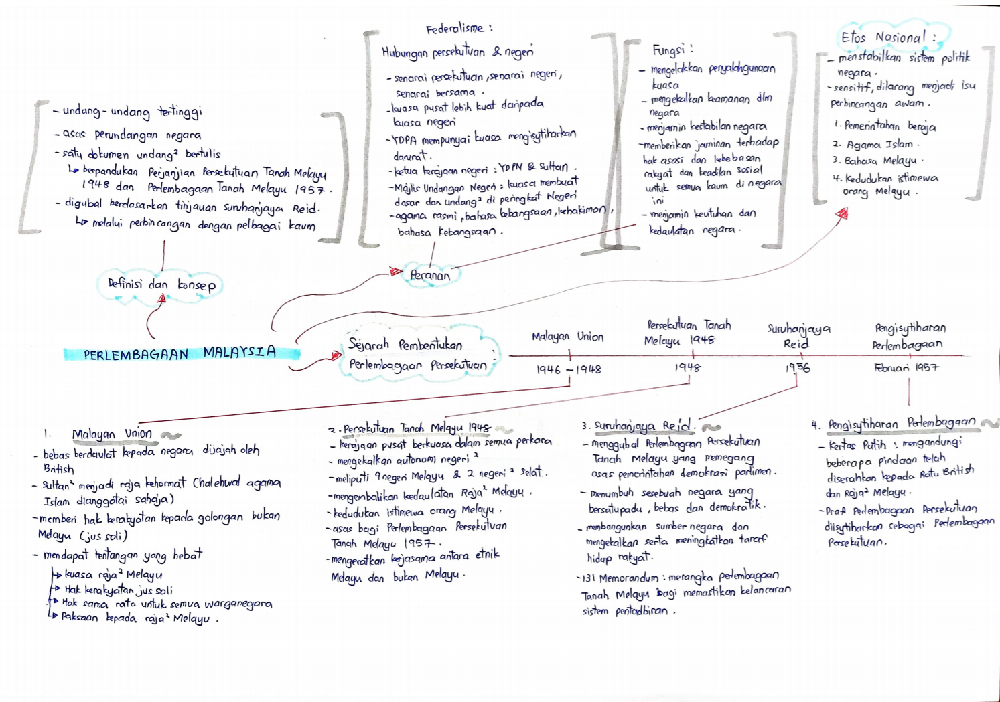 PERLEMBAGAAN MALAYSIA
Definisi dan konsep
- undang-undang tertinggi
- asas perundangan negara
- satu dokumen undang² bertulis
↳ berpandukan Perjanjian Persekutuan Tanah Melayu
1948 dan Perlembagaan Tanah Melayu 1957.
- digubal berdasarkan tinjauan suruhanjaya Reid.
↳ melalui perbincangan dengan pelbagai kaum
Peranan
Federalisme :
Hubungan persekutuan & negeri
- senarai persekutuan, senarai negeri,
senarai bersama.
- kuasa pusat lebih kuat daripada
kuasa negeri
- YDPA mempunyai kuasa mengisytiharkan
darurat.
- ketua kerajaan negeri : YDPN & Sultan.
- Majlis Undangan Negeri : kuasa membuat
dasar dan undang² di peringkat Negeri
- agama rasmi, bahasa kebangsaan, kehakiman,
bahasa kebangsaan.
Fungsi :
- mengelakkan penyalahgunaan
kuasa
- mengekalkan keamanan dlm
negara
- menjamin kestabilan negara
- memberikan jaminan terhadap
hak asasi dan kebebasan
rakyat dan keadilan sosial
untuk semua kaum di negara
ini
- menjamin keutuhan dan
kedaulatan negara.
Etos Nasional :
- menstabilkan sistem politik
negara.
- sensitif, dilarang menjadi isu
perbincangan awam.
1. Pemerintahan beraja
2. Agama Islam.
3. Bahasa Melayu.
4. Kedudukan istimewa
orang Melayu.
Sejarah Pembentukan
Perlembagaan Persekutuan :
Malayan Union
1946 - 1948
Persekutuan Tanah
Melayu 1948
1948
Suruhanjaya
Reid
1956
Pengisytiharan
Perlembagaan
Februari 1957
1. Malayan Union
- bebas berdaulat kepada negara dijajah oleh
British
- Sultan² menjadi raja kehormat (halehwal agama
Islam dianggotai sahaja)
- memberi hak kerakyatan kepada golongan bukan
Melayu (jus soli)
- mendapat tentangan yang hebat
↳ kuasa raja² Melayu
↳ Hak kerakyatan jus soli
↳ Hak sama rata untuk semua warganegara
↳ Paksaan kepada raja² Melayu.
2. Persekutuan Tanah Melayu 1948
- kerajaan pusat berkuasa dalam semua perkara
- mengekalkan autonomi negeri²
- meliputi 9 negeri Melayu & 2 negeri² selat.
- mengembalikan kedaulatan Raja² Melayu.
- kedudukan istimewa orang Melayu.
- asas bagi Perlembagaan Persekutuan
Tanah Melayu 1957.
- mengeratkan kerjasama antara etnik
Melayu dan bukan Melayu.
3. Suruhanjaya Reid.
- menggubal Perlembagaan Persekutuan
Tanah Melayu yang memegang
asas pemerintahan demokrasi parlimen.
- menumbuh sesebuah negara yang
bersatupadu, bebas dan demokratik.
- membangunkan sumber negara dan
mengekalkan serta meningkatkan taraf
hidup rakyat.
- 131 Memorandum : merangka perlembagaan
Tanah Melayu bagi memastikan kelancaran
sistem pentadbiran.
4. Pengisytiharan Perlembagaan
- Kertas Putih : mengandungi
beberapa pindaan telah
diserahkan kepada Ratu British
dan Raja² Melayu.
- Draf Perlembagaan Persekutuan
diisytiharkan sebagai Perlembagaan
Persekutuan.